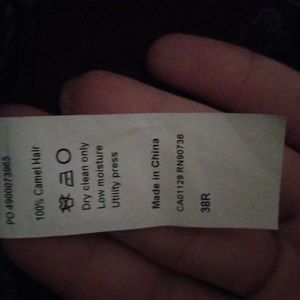 PO 4900073965
100% Camel Hair
Dry clean only
Low moisture
Utility press
Made in China
CA01129 RN90736
38R